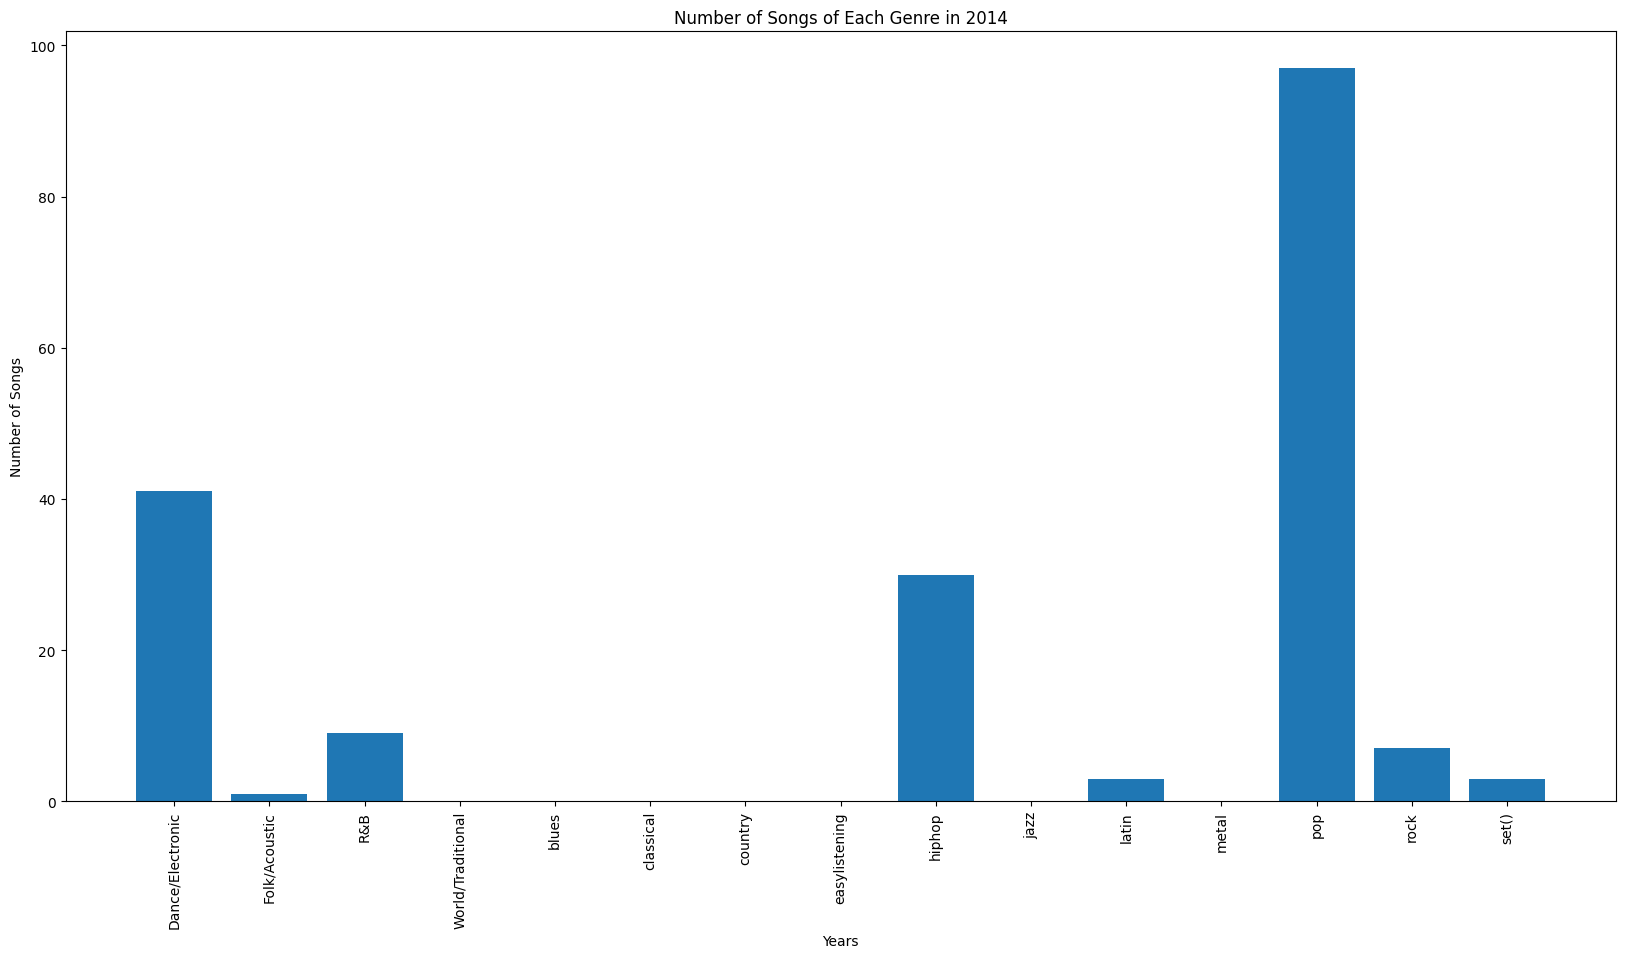 Number of Songs of Each Genre in 2014
Number of Songs
100
80
60
40
20
0
Dance/Electronic
Folk/Acoustic
R&B
World/Traditional
blues
classical
country
easylistening
hiphop
jazz
latin
metal
pop
rock
set()
Years